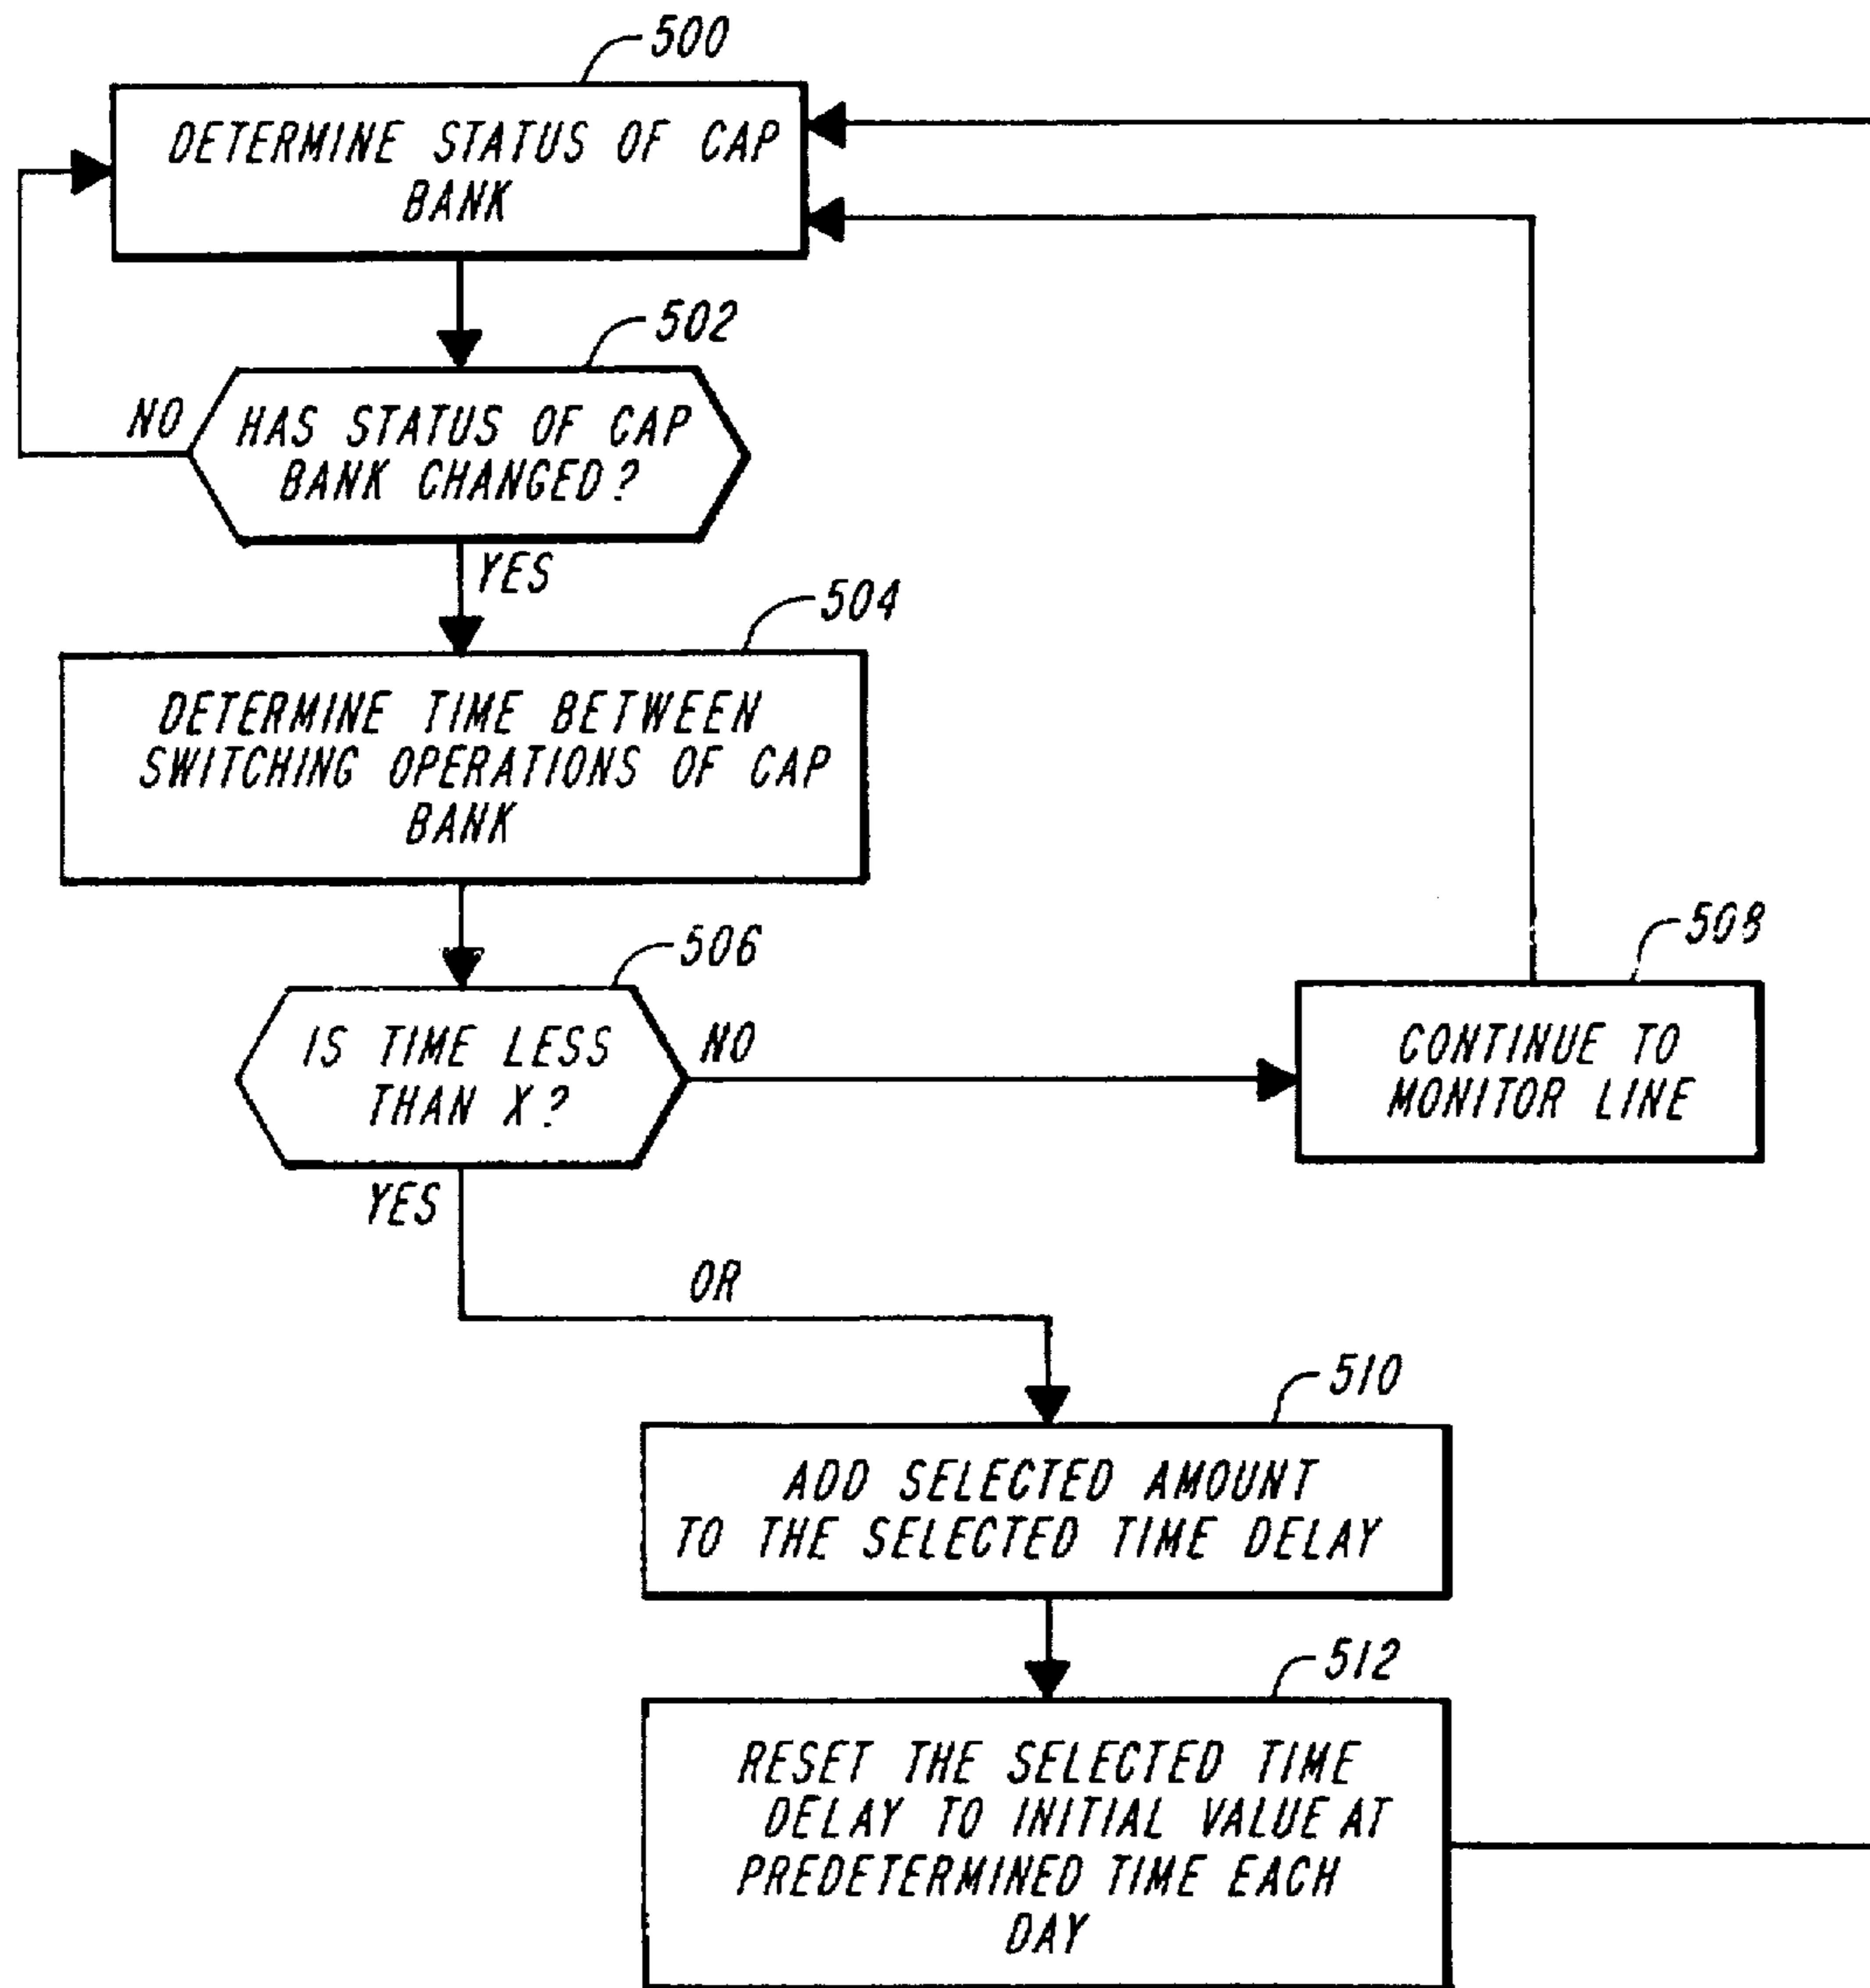 500
DETERMINE STATUS OF CAP
BANK
502
NO
HAS STATUS OF CAP
BANK CHANGED?
YES
504
DETERMINE TIME BETWEEN
SWITCHING OPERATIONS OF CAP
BANK
506
508
IS TIME LESS
THAN X?
NO
CONTINUE TO
MONITOR LINE
YES
OR
510
ADD SELECTED AMOUNT
TO THE SELECTED TIME DELAY
512
RESET THE SELECTED TIME
DELAY TO INITIAL VALUE AT
PREDETERMINED TIME EACH
DAY